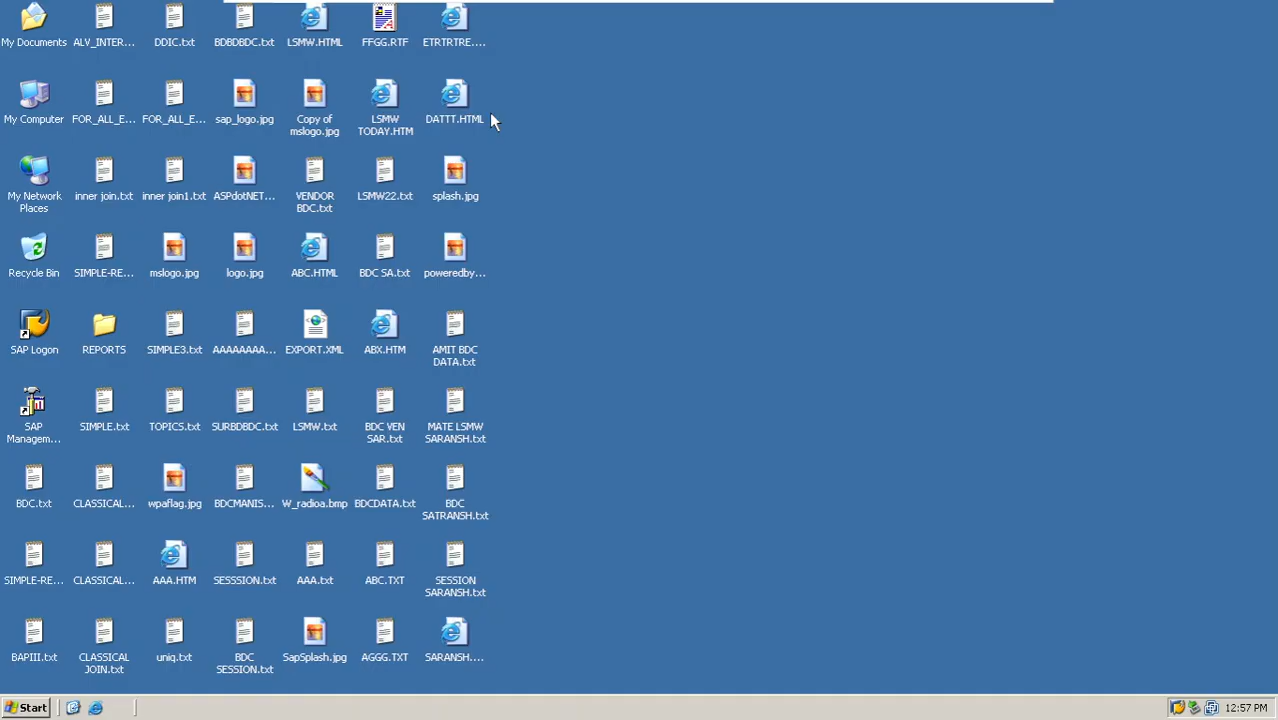 My Documents
ALV_INTER...
DDIC.txt
BDBDBDC.txt
LSMW.HTML
FFGG.RTF
ETRTRTRE....
My Computer
FOR_ALL_E...
FOR_ALL_E...
sap_logo.jpg
Copy of
mslogo.jpg
LSMW
TODAY.HTM
DATTT.HTML
My Network
Places
inner join.txt
inner join1.txt
ASPdotNET...
VENDOR
BDC.txt
LSMW22.txt
splash.jpg
Recycle Bin
SIMPLE-RE...
mslogo.jpg
logo.jpg
ABC.HTML
BDC SA.txt
poweredby...
SAP Logon
REPORTS
SIMPLE3.txt
AAAAAAAA...
EXPORT.XML
ABX.HTM
AMIT BDC
DATA.txt
SAP
Managem...
SIMPLE.txt
TOPICS.txt
SURBDBDC.txt
LSMW.txt
BDC VEN
SAR.txt
MATE LSMW
SARANSH.txt
BDC.txt
CLASSICAL...
wpaflag.jpg
BDCMANIS...
W_radioa.bmp
BDCDATA.txt
BDC
SATRANSH.txt
SIMPLE-RE...
CLASSICAL...
AAA.HTM
SESSSION.txt
AAA.txt
ABC.TXT
SESSION
SARANSH.txt
BAPIII.txt
CLASSICAL
JOIN.txt
uniq.txt
BDC
SESSION.txt
SapSplash.jpg
AGGG.TXT
SARANSH....
Start
12:57 PM